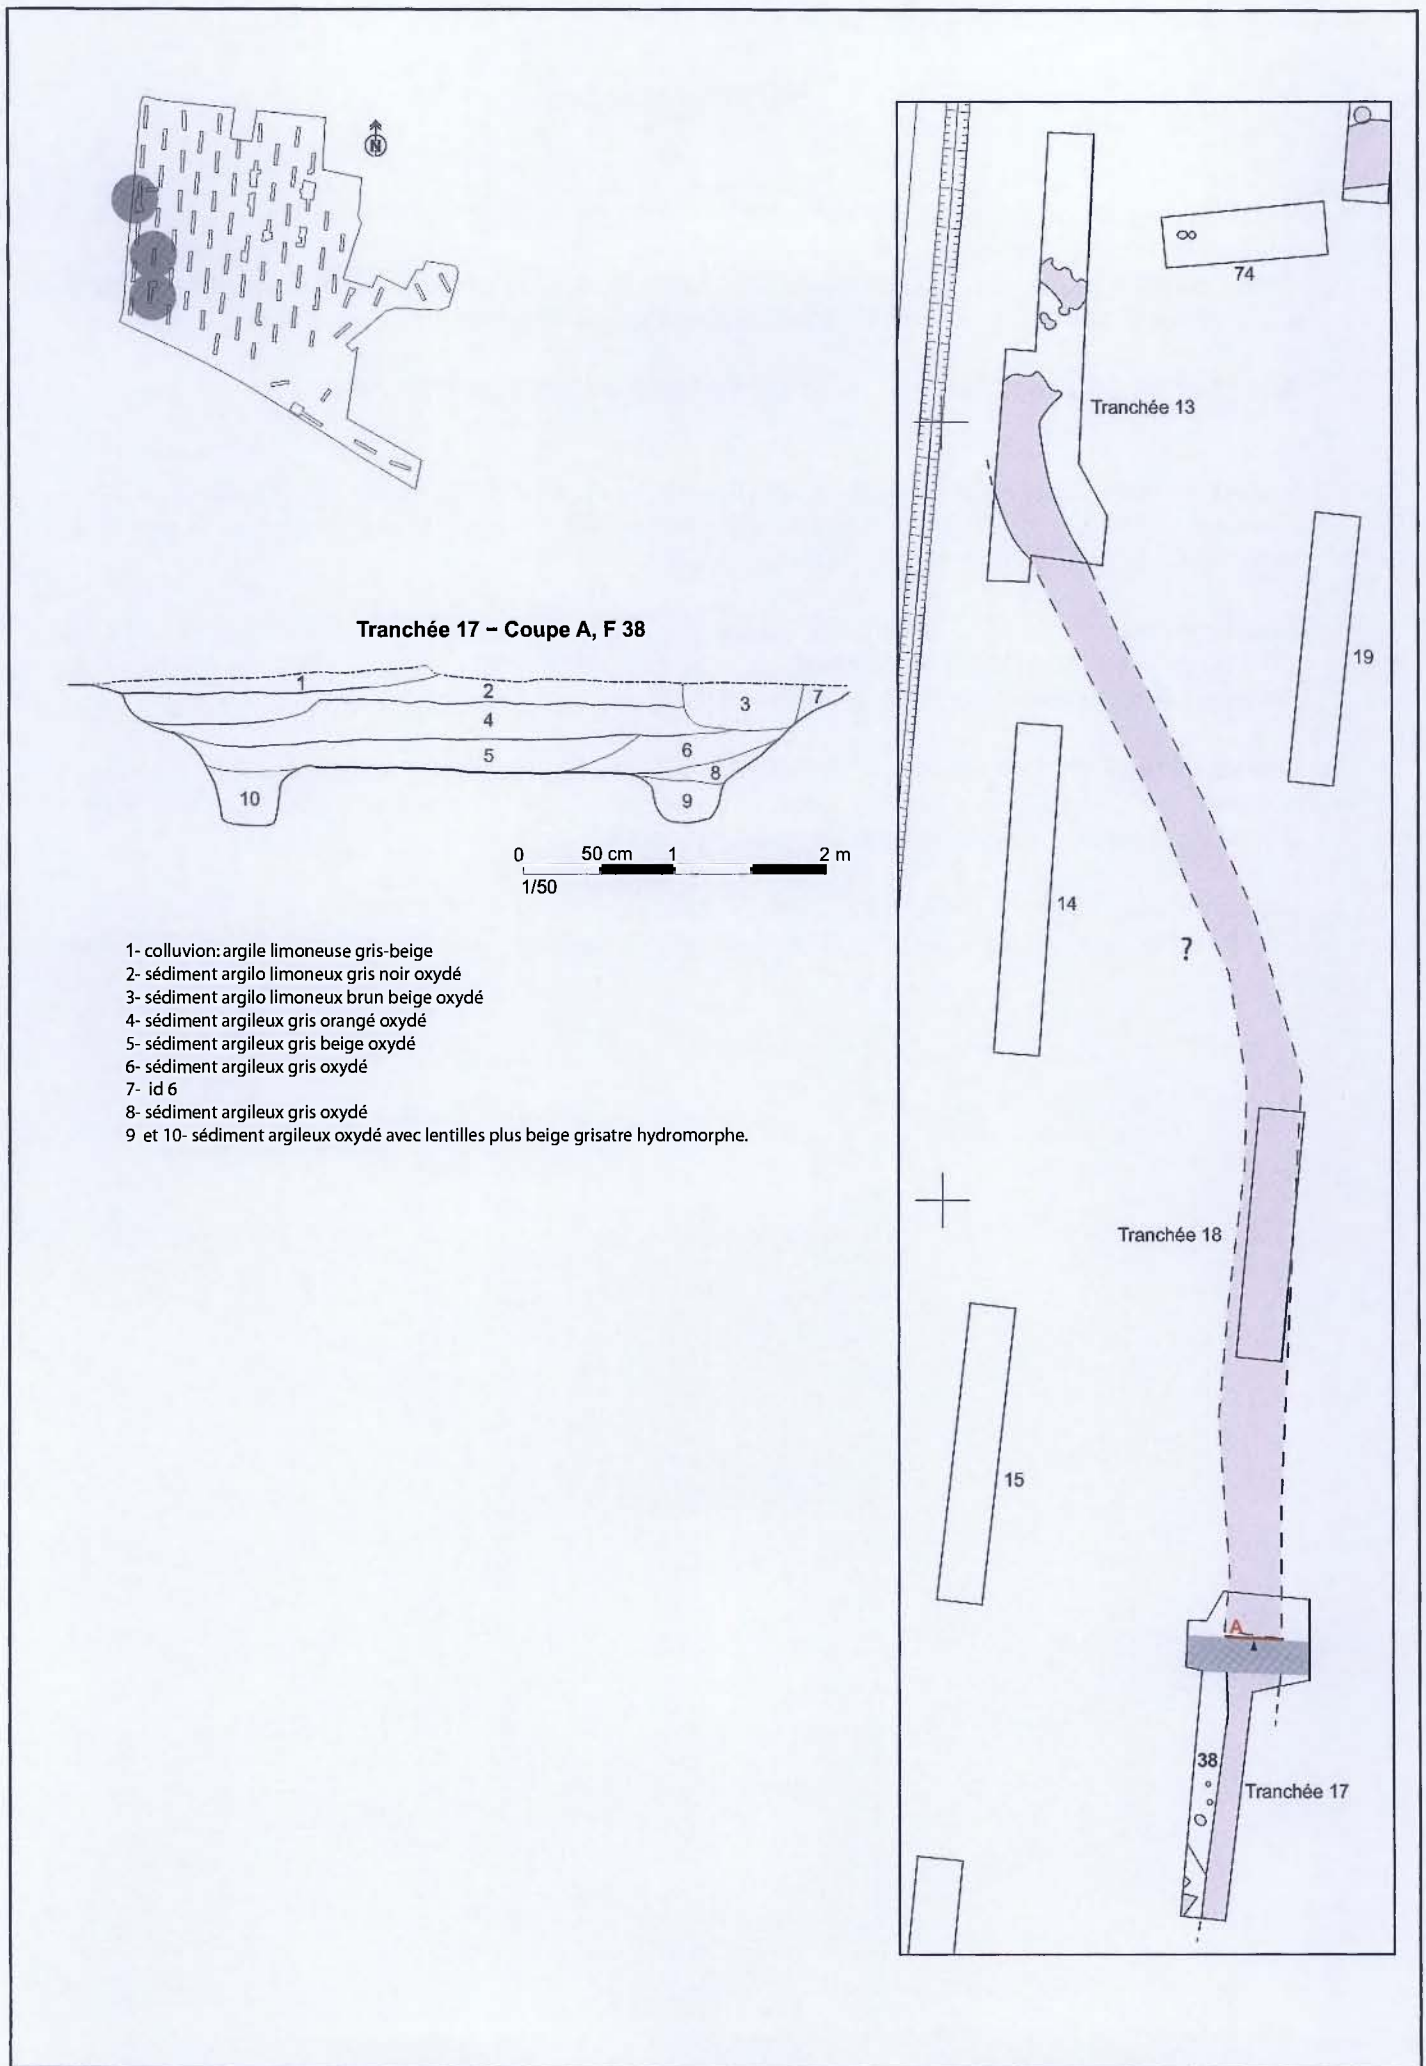 N
Tranchée 17 – Coupe A, F 38
1
2
3
7
4
5
6
8
10
9
0 50 cm 1 2 m
1/50
1- colluvion: argile limoneuse gris-beige
2- sédiment argilo limoneux gris noir oxydé
3- sédiment argilo limoneux brun beige oxydé
4- sédiment argileux gris orangé oxydé
5- sédiment argileux gris beige oxydé
6- sédiment argileux gris oxydé
7- id 6
8- sédiment argileux gris oxydé
9 et 10- sédiment argileux oxydé avec lentilles plus beige grisatre hydromorphe.
74
Tranchée 13
19
14
?
Tranchée 18
15
A
38
Tranchée 17